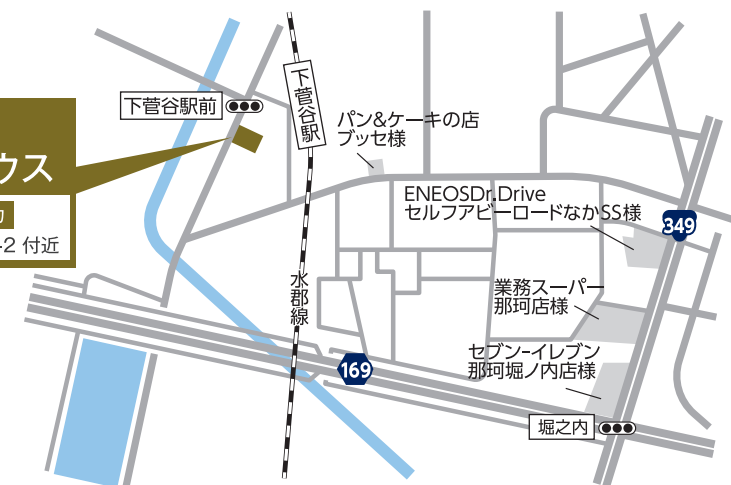 下菅谷駅前
下菅谷駅
パン&ケーキの店
ブッセ様
ウス
-2 付近
ENEOSDr.Drive
セルフアビーロードなかSS様
349
水郡線
業務スーパー
那珂店様
セブン-イレブン
那珂堀ノ内店様
169
堀之内